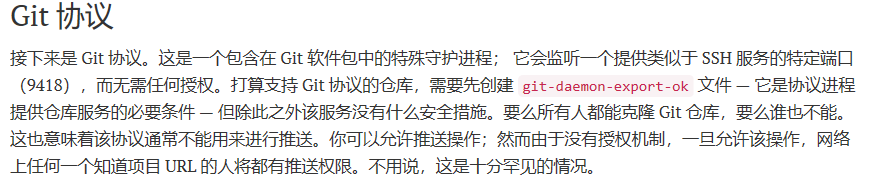 Git 协议
接下来是 Git 协议。这是一个包含在 Git 软件包中的特殊守护进程； 它会监听一个提供类似于 SSH 服务的特定端口
（9418），而无需任何授权。打算支持 Git 协议的仓库，需要先创建 git-daemon-export-ok 文件 — 它是协议进程
提供仓库服务的必要条件 — 但除此之外该服务没有什么安全措施。要么所有人都能克隆 Git 仓库，要么谁也不能。
这也意味着该协议通常不能用来进行推送。你可以允许推送操作；然而由于没有授权机制，一旦允许该操作，网络
上任何一个知道项目 URL 的人将都有推送权限。不用说，这是十分罕见的情况。